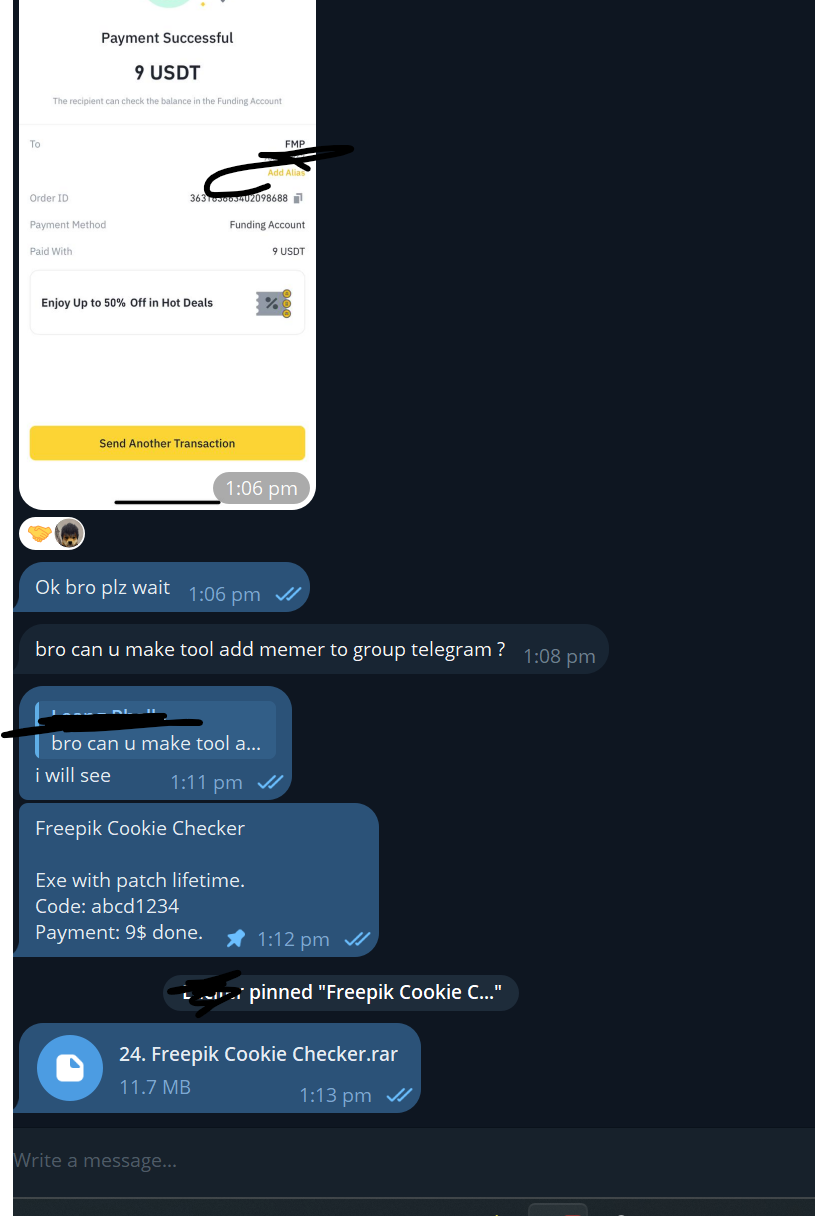 Payment Successful
9 USDT
The recipient can check the balance in the Funding Account
To
FMP
Add Alias
Order ID
Payment Method
Funding Account
Paid With
9 USDT
Enjoy Up to 50% Off in Hot Deals
Send Another Transaction
1:06 pm
Ok bro plz wait 1:06 pm
bro can u make tool add memer to group telegram ? 1:08 pm
bro can u make tool a...
i will see 1:11 pm
Freepik Cookie Checker
Exe with patch lifetime.
Code: abcd1234
Payment: 9$ done. 1:12 pm
pinned "Freepik Cookie C..."
24. Freepik Cookie Checker.rar
11.7 MB 1:13 pm
Write a message...